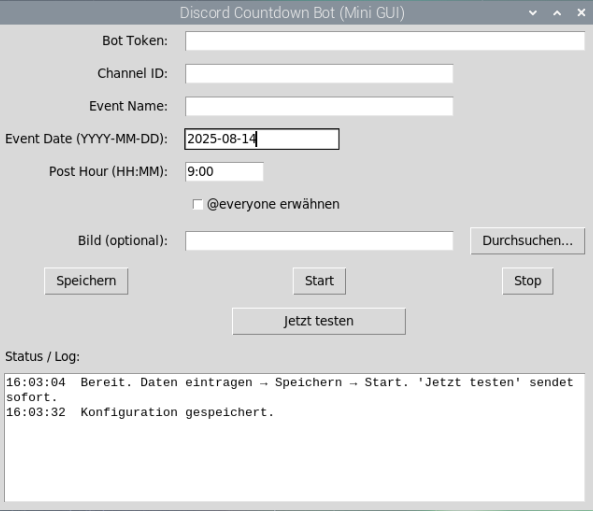 Discord Countdown Bot (Mini GUI)
Bot Token:
Channel ID:
Event Name:
Event Date (YYYY-MM-DD): 2025-08-14
Post Hour (HH:MM): 9:00
@everyone erwähnen
Bild (optional): Durchsuchen...
Speichern Start Stop
Jetzt testen
Status / Log:
16:03:04 Bereit. Daten eintragen → Speichern → Start. 'Jetzt testen' sendet
sofort.
16:03:32 Konfiguration gespeichert.